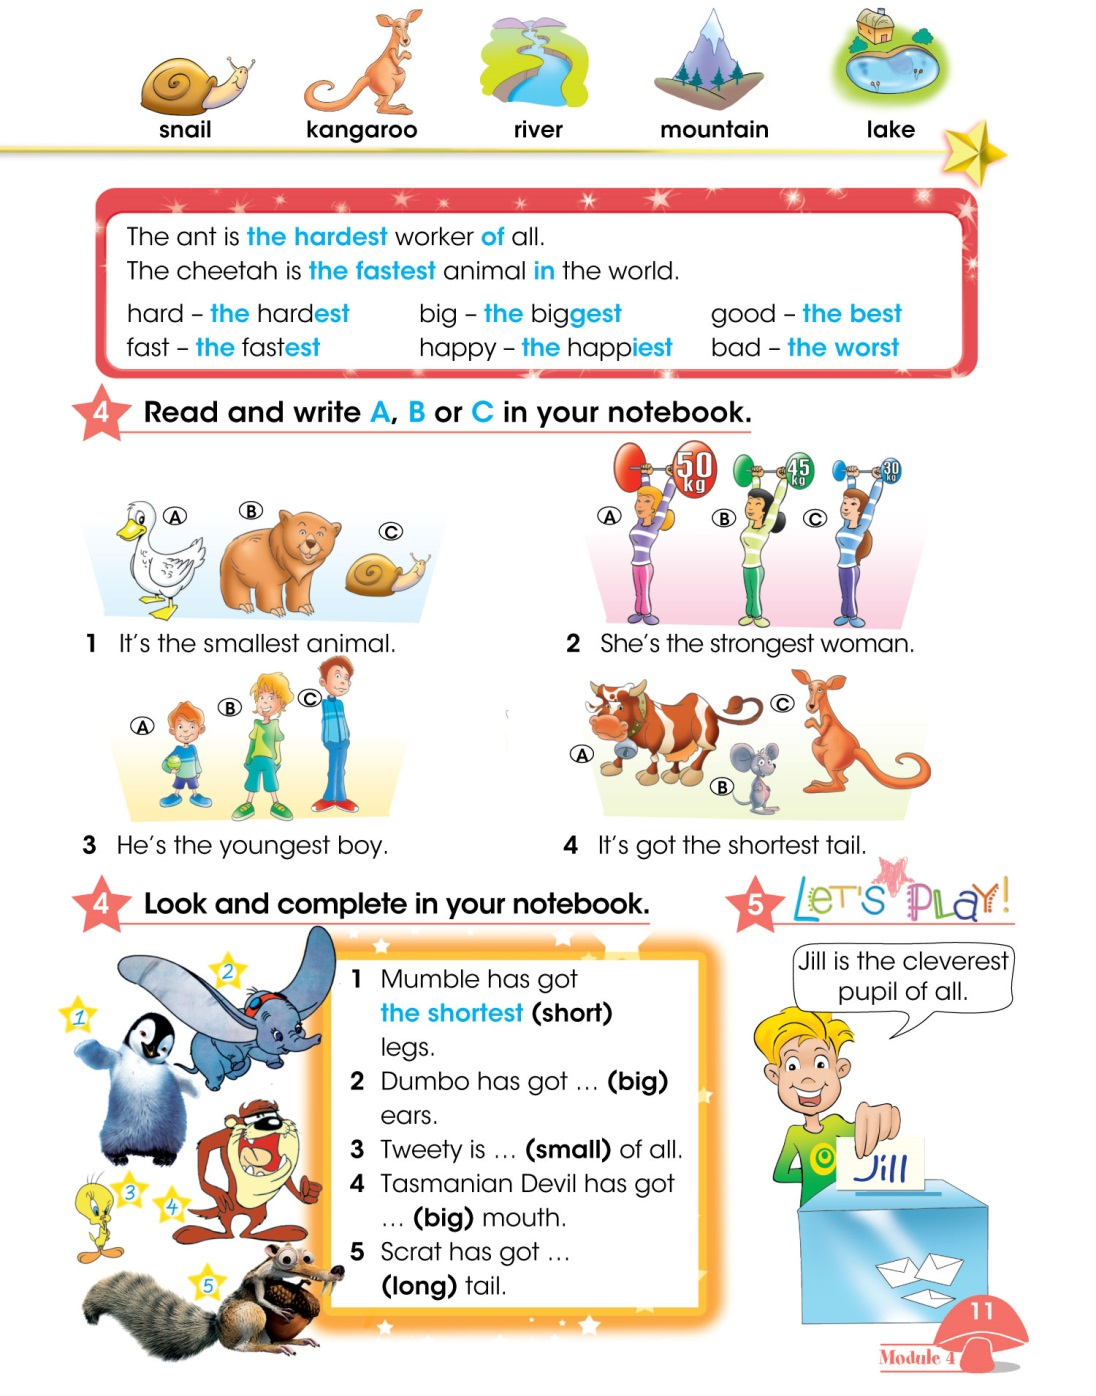 snail kangaroo river mountain lake
The ant is the hardest worker of all.
The cheetah is the fastest animal in the world.
hard – the hardest big – the biggest good – the best
fast – the fastest happy – the happiest bad – the worst
4 Read and write A, B or C in your notebook.
A B C
1 It's the smallest animal.
50 kg 45 kg 30 kg
A B C
2 She's the strongest woman.
A B C
3 He's the youngest boy.
A B C
4 It's got the shortest tail.
4 Look and complete in your notebook.
1
2
3
4
5
1 Mumble has got
the shortest (short)
legs.
2 Dumbo has got ... (big)
ears.
3 Tweety is ... (small) of all.
4 Tasmanian Devil has got
... (big) mouth.
5 Scrat has got ...
(long) tail.
5 LET'S PLAY!
Jill is the cleverest
pupil of all.
Jill
11
Module 4